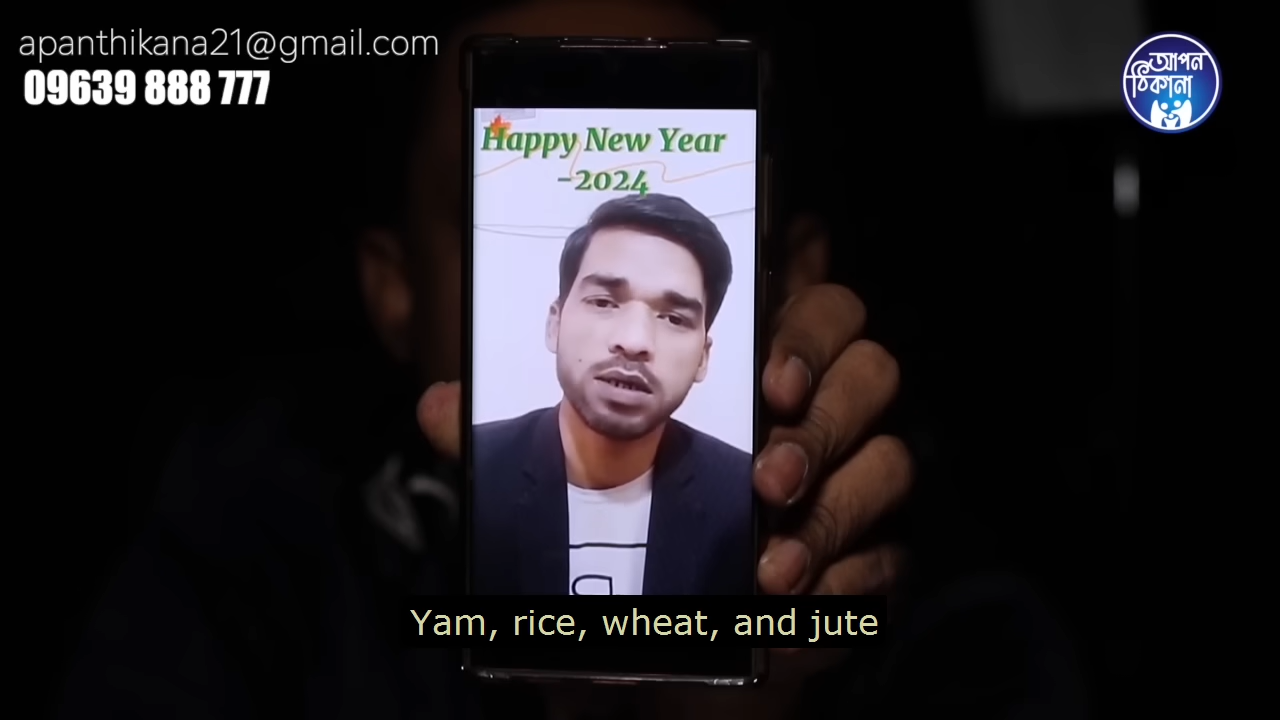 apanthikana21@gmail.com
09639 888 777
আপন
ঠিকানা
Happy New Year
-2024
Yam, rice, wheat, and jute